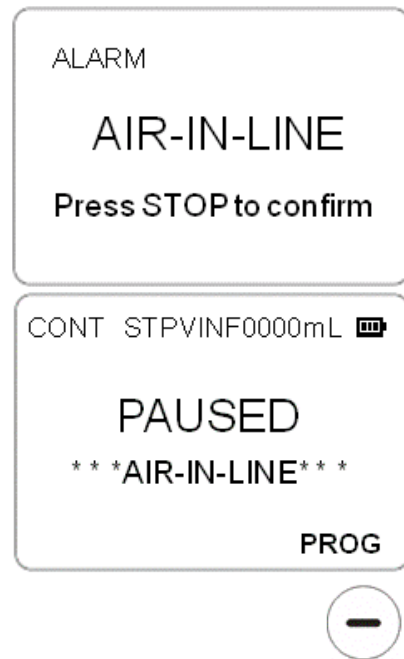 ALARM
AIR-IN-LINE
Press STOP to confirm
CONT STPVINF0000mL
PAUSED
* * *AIR-IN-LINE* * *
PROG